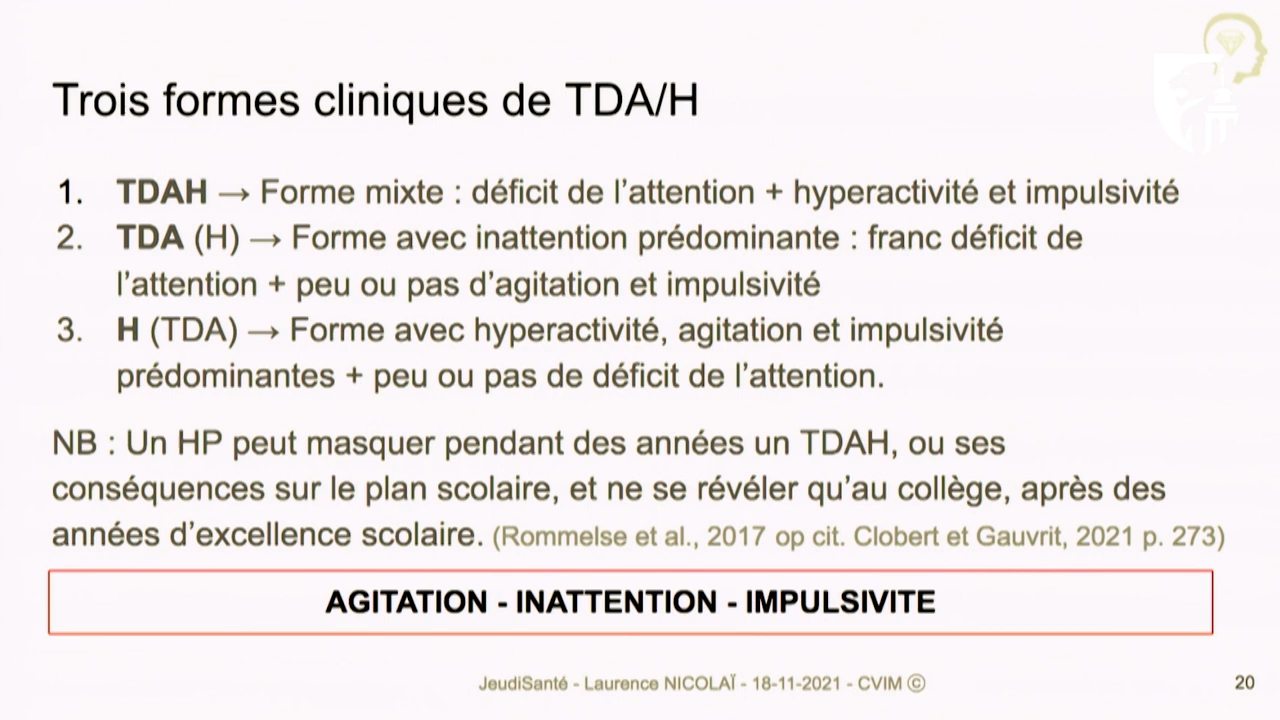 Trois formes cliniques de TDA/H
1. TDAH → Forme mixte : déficit de l’attention + hyperactivité et impulsivité
2. TDA (H) → Forme avec inattention prédominante : franc déficit de
l’attention + peu ou pas d’agitation et impulsivité
3. H (TDA) → Forme avec hyperactivité, agitation et impulsivité
prédominantes + peu ou pas de déficit de l’attention.
NB : Un HP peut masquer pendant des années un TDAH, ou ses
conséquences sur le plan scolaire, et ne se révéler qu’au collège, après des
années d’excellence scolaire. (Rommelse et al., 2017 op cit. Clobert et Gauvrit, 2021 p. 273)
AGITATION - INATTENTION - IMPULSIVITE
JeudiSanté - Laurence NICOLAÏ - 18-11-2021 - CVIM ©
20